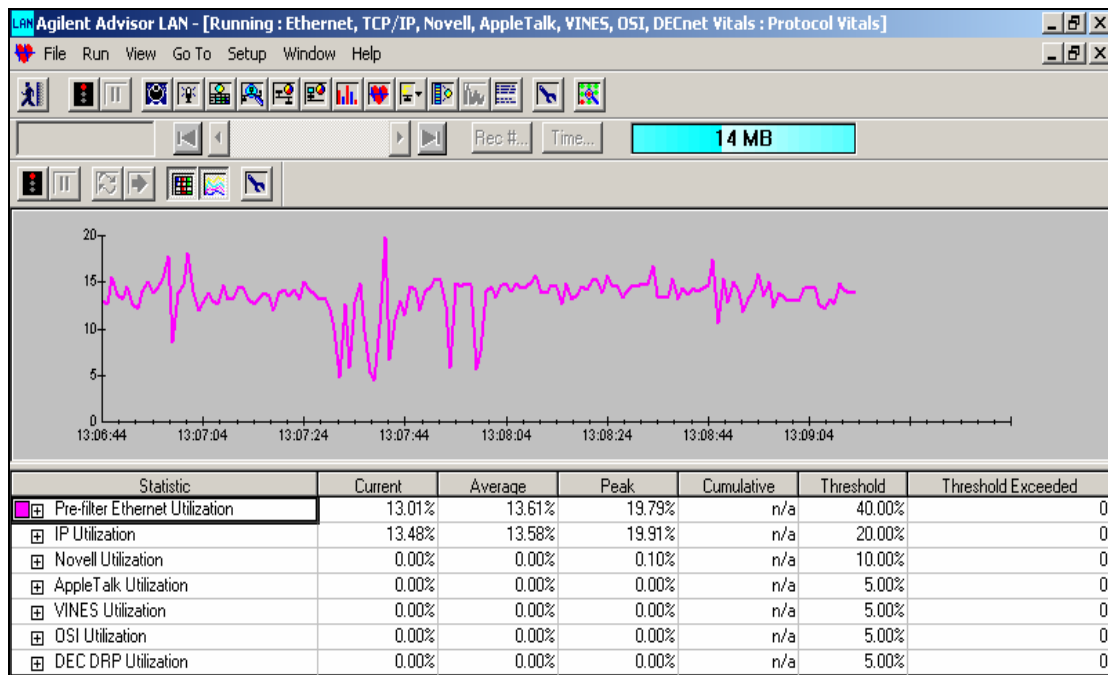 LAN Agilent Advisor LAN - [Running : Ethernet, TCP/IP, Novell, AppleTalk, VINES, OSI, DECnet Vitals : Protocol Vitals]
File Run View Go To Setup Window Help
Rec #... Time... 14 MB
20
15
10
5
0
13:06:44 13:07:04 13:07:24 13:07:44 13:08:04 13:08:24 13:08:44 13:09:04
Statistic Current Average Peak Cumulative Threshold Threshold Exceeded
Pre-filter Ethernet Utilization 13.01% 13.61% 19.79% n/a 40.00% 0
IP Utilization 13.48% 13.58% 19.91% n/a 20.00% 0
Novell Utilization 0.00% 0.00% 0.10% n/a 10.00% 0
AppleTalk Utilization 0.00% 0.00% 0.00% n/a 5.00% 0
VINES Utilization 0.00% 0.00% 0.00% n/a 5.00% 0
OSI Utilization 0.00% 0.00% 0.00% n/a 5.00% 0
DEC DRP Utilization 0.00% 0.00% 0.00% n/a 5.00% 0